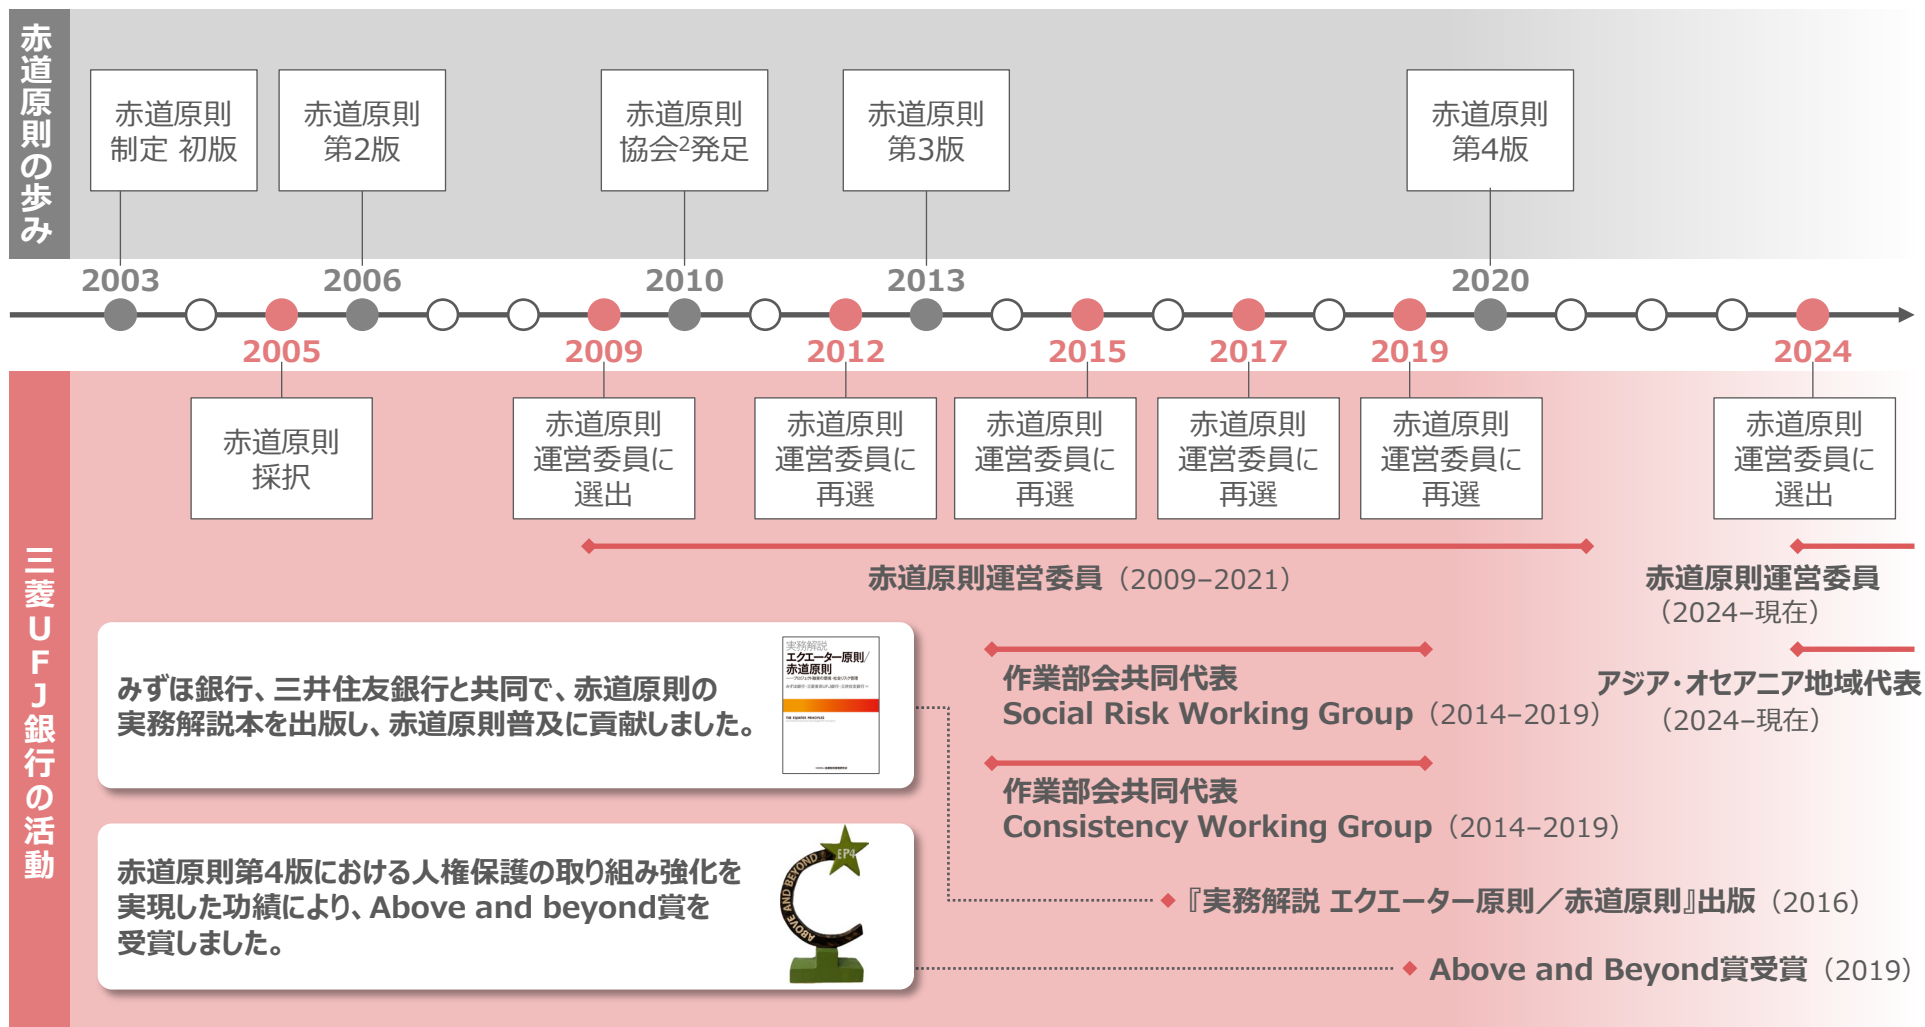 赤道原則の歩み
赤道原則
制定 初版
赤道原則
第2版
赤道原則
協会2発足
赤道原則
第3版
赤道原則
第4版
2003
2006
2010
2013
2020
2005
2009
2012
2015
2017
2019
2024
三菱UFJ銀行の活動
赤道原則
採択
赤道原則
運営委員に
選出
赤道原則
運営委員に
再選
赤道原則
運営委員に
再選
赤道原則
運営委員に
再選
赤道原則
運営委員に
再選
赤道原則
運営委員に
選出
赤道原則運営委員（2009–2021）
赤道原則運営委員
（2024–現在）
みずほ銀行、三井住友銀行と共同で、赤道原則の
実務解説本を出版し、赤道原則普及に貢献しました。
実務解説
エクエーター原則/
赤道原則
THE EQUATOR PRINCIPLES
作業部会共同代表
Social Risk Working Group（2014–2019）
アジア・オセアニア地域代表
（2024–現在）
作業部会共同代表
Consistency Working Group（2014–2019）
赤道原則第4版における人権保護の取り組み強化を
実現した功績により、Above and beyond賞を
受賞しました。
ABOVE AND BEYOND
EP4
『実務解説 エクエーター原則／赤道原則』出版（2016）
Above and Beyond賞受賞（2019）